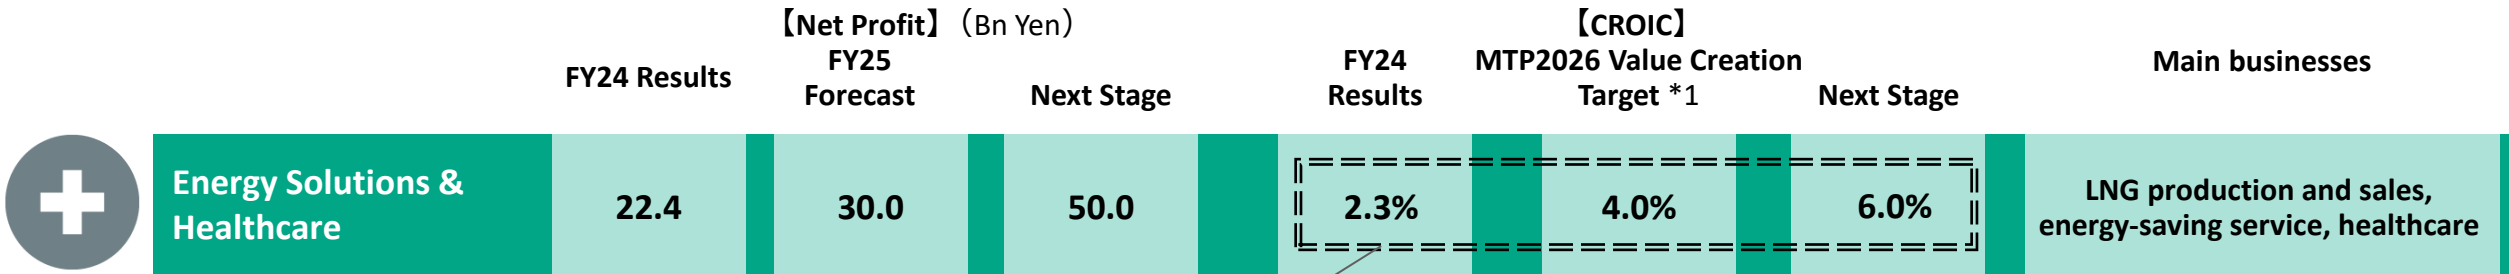 【Net Profit】（Bn Yen）
【CROIC】
FY24 Results
FY25
Forecast
Next Stage
FY24
Results
MTP2026 Value Creation
Target *1
Next Stage
Main businesses
Energy Solutions &
Healthcare
22.4
30.0
50.0
2.3%
4.0%
6.0%
LNG production and sales,
energy-saving service, healthcare